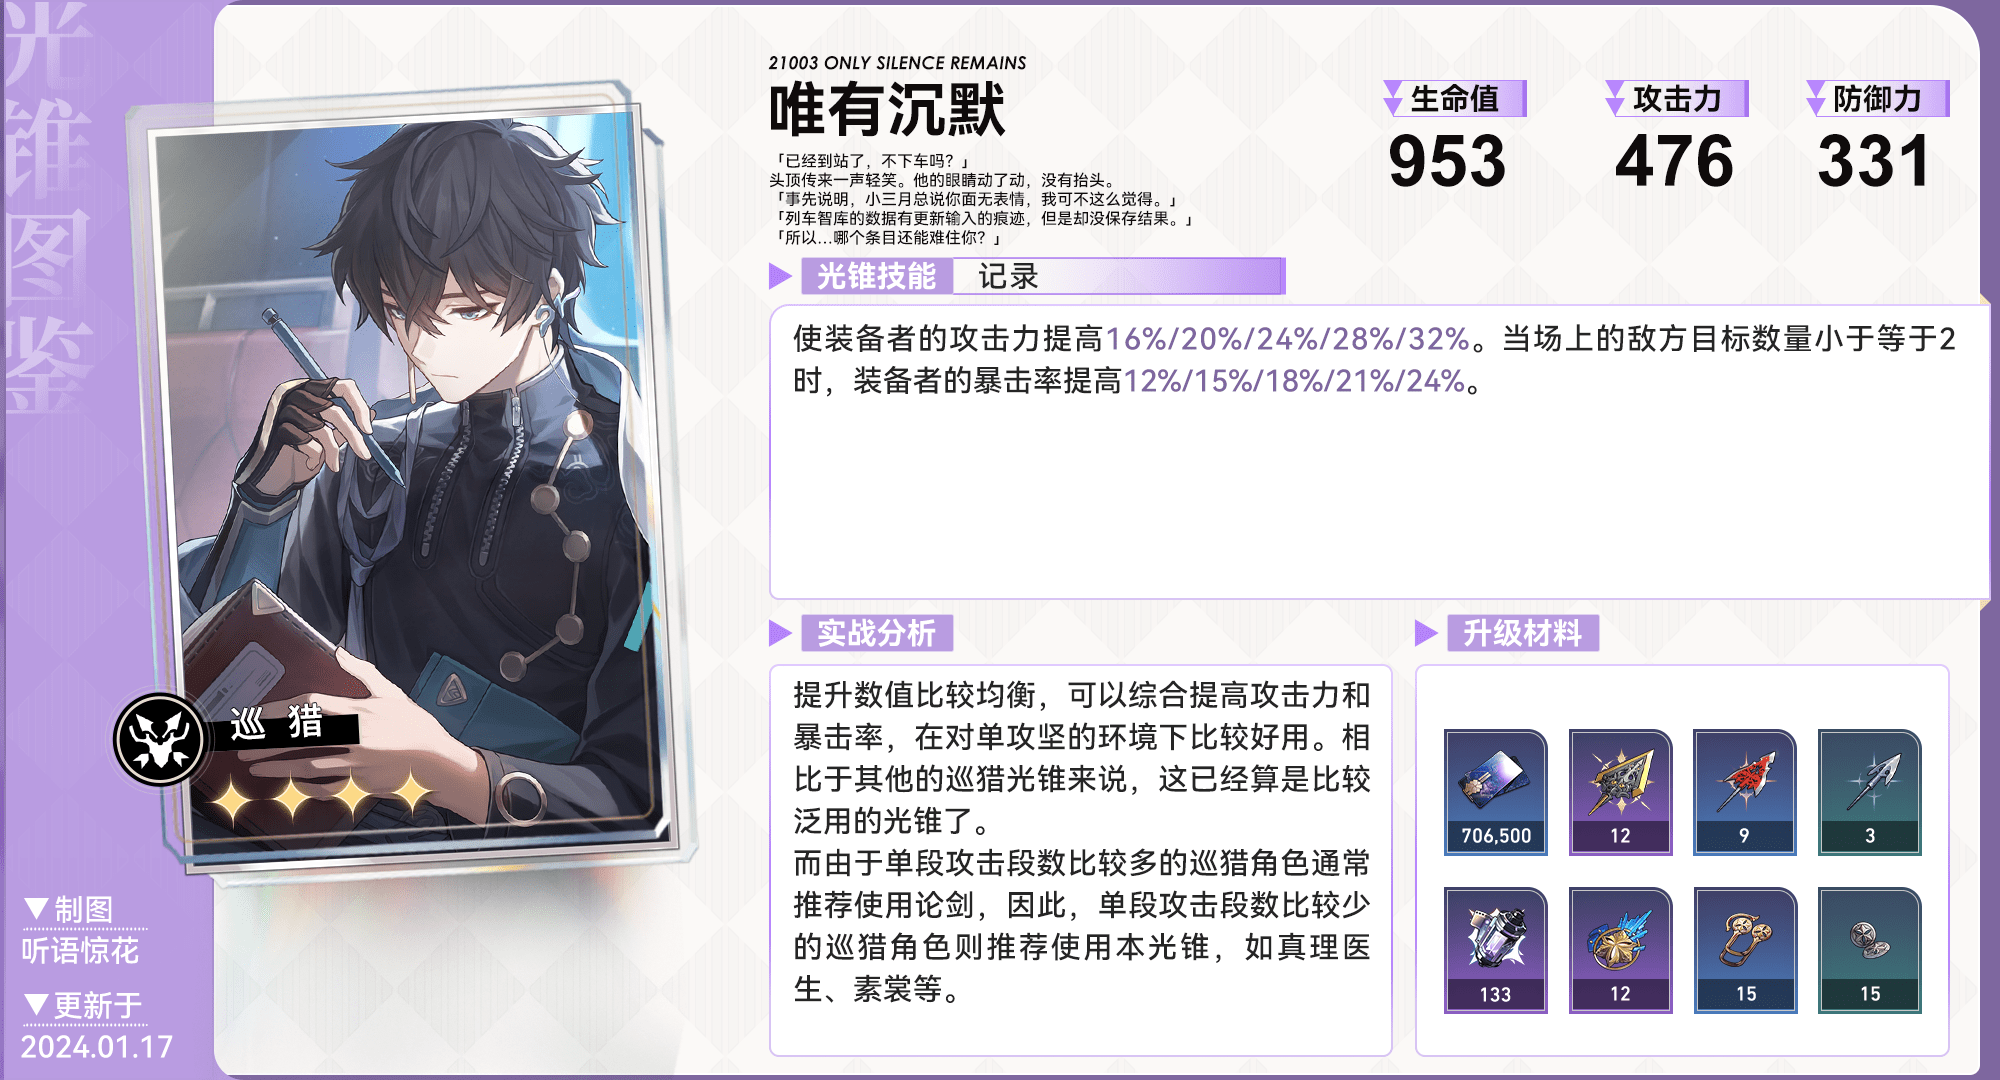 光锥图鉴
21003 ONLY SILENCE REMAINS
唯有沉默
「已经到站了，不下车吗？」
头顶传来一声轻笑。他的眼睛动了动，没有抬头。
「事先说明，小三月总说你面无表情，我可不这么觉得。」
「列车智库的数据有更新输入的痕迹，但是却没保存结果。」
「所以…哪个条目还能难住你？」
生命值
953
攻击力
476
防御力
331
光锥技能 记录
使装备者的攻击力提高16%/20%/24%/28%/32%。当场上的敌方目标数量小于等于2
时，装备者的暴击率提高12%/15%/18%/21%/24%。
巡猎
实战分析
提升数值比较均衡，可以综合提高攻击力和
暴击率，在对单攻坚的环境下比较好用。相
比于其他的巡猎光锥来说，这已经算是比较
泛用的光锥了。
而由于单段攻击段数比较多的巡猎角色通常
推荐使用论剑，因此，单段攻击段数比较少
的巡猎角色则推荐使用本光锥，如真理医
生、素裳等。
升级材料
706,500 12 9 3
133 12 15 15
▼制图
听语惊花
▼更新于
2024.01.17